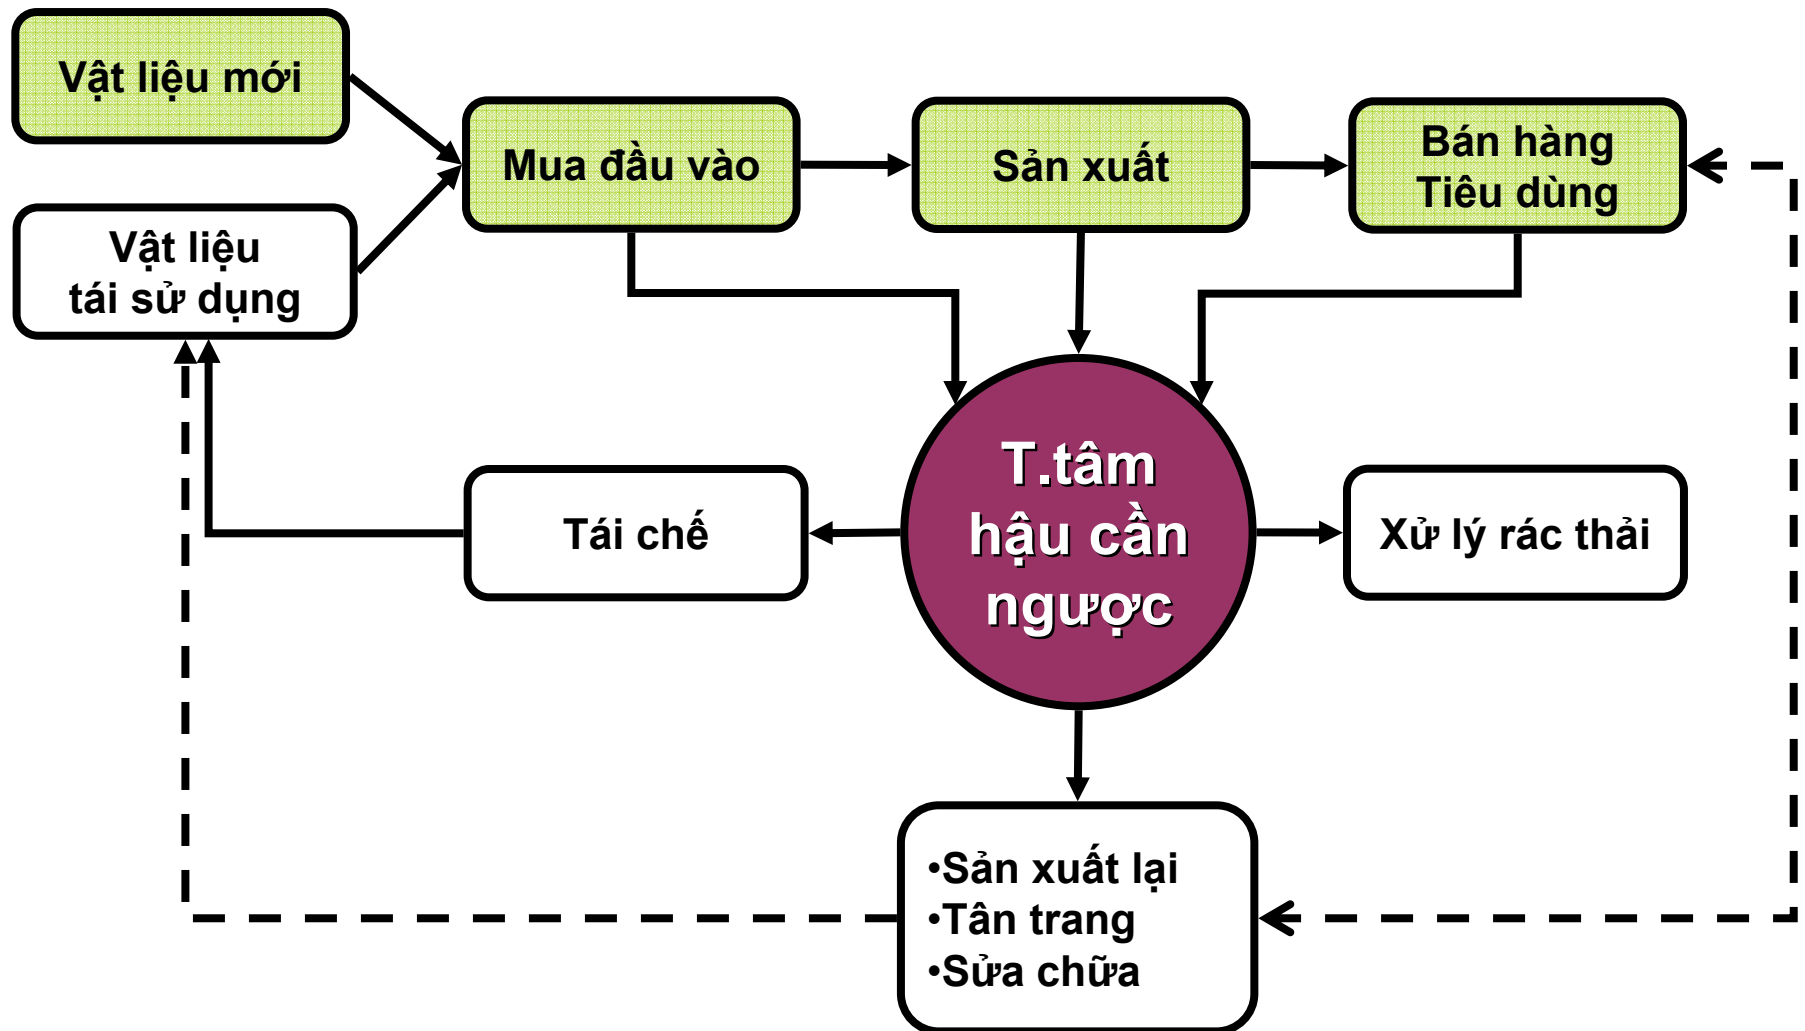 Vật liệu mới
Mua đầu vào
Sản xuất
Bán hàng
Tiêu dùng
Vật liệu
tái sử dụng
T.tâm
hậu cần
ngược
Tái chế
Xử lý rác thải
•Sản xuất lại
•Tân trang
•Sửa chữa